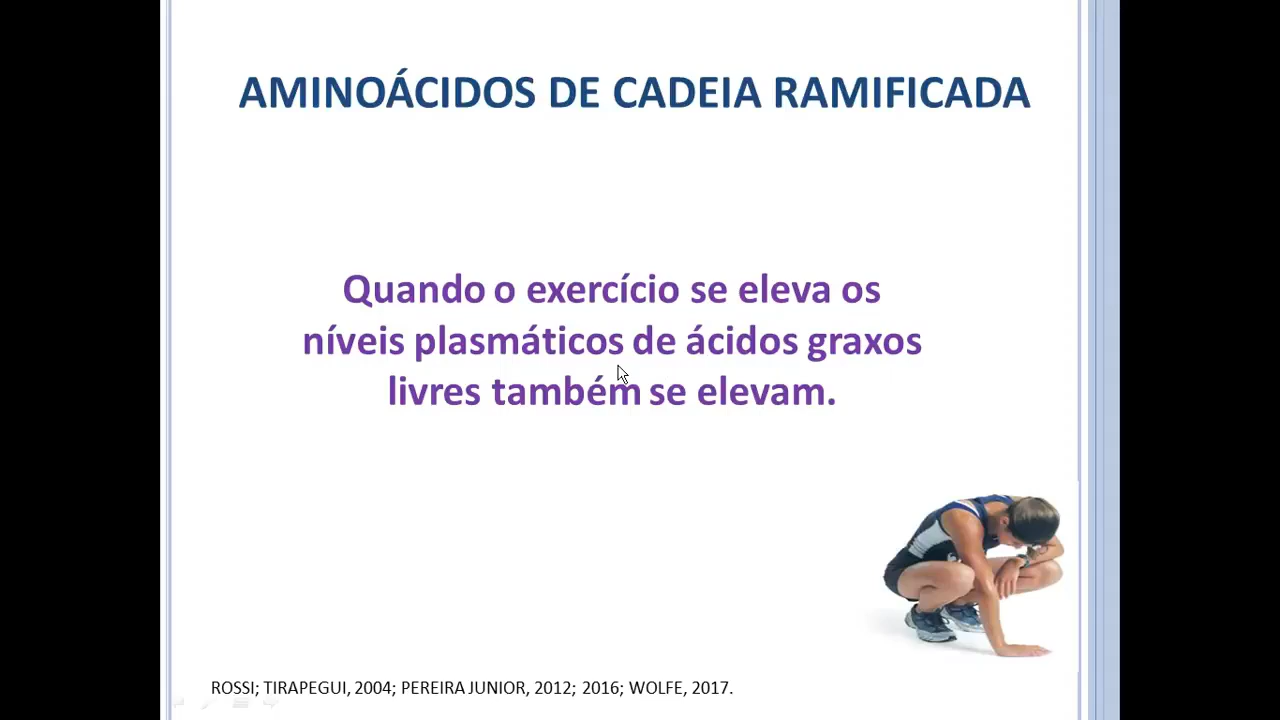 AMINOÁCIDOS DE CADEIA RAMIFICADA
Quando o exercício se eleva os
níveis plasmáticos de ácidos graxos
livres também se elevam.
ROSSI; TIRAPEGUI, 2004; PEREIRA JUNIOR, 2012; 2016; WOLFE, 2017.